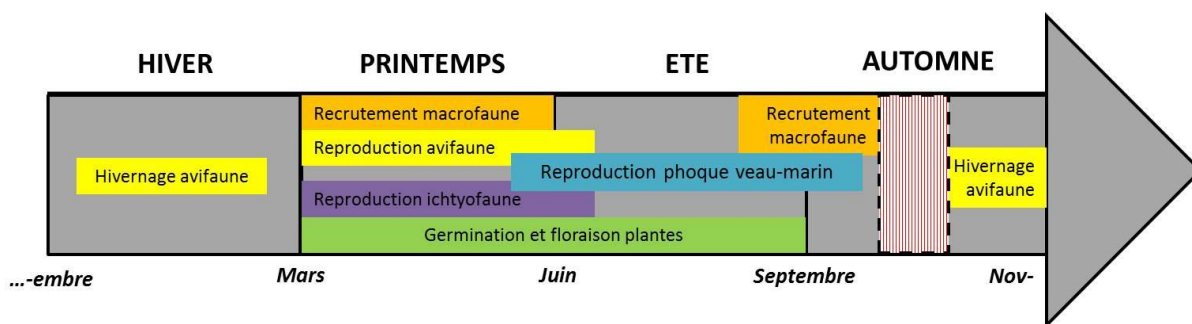 HIVER PRINTEMPS ETE AUTOMNE
Recrutement macrofaune
Recrutement
macrofaune
Reproduction avifaune
Hivernage avifaune
Reproduction phoque veau-marin
Hivernage
avifaune
Reproduction ichtyofaune
Germination et floraison plantes
...-embre Mars Juin Septembre Nov-